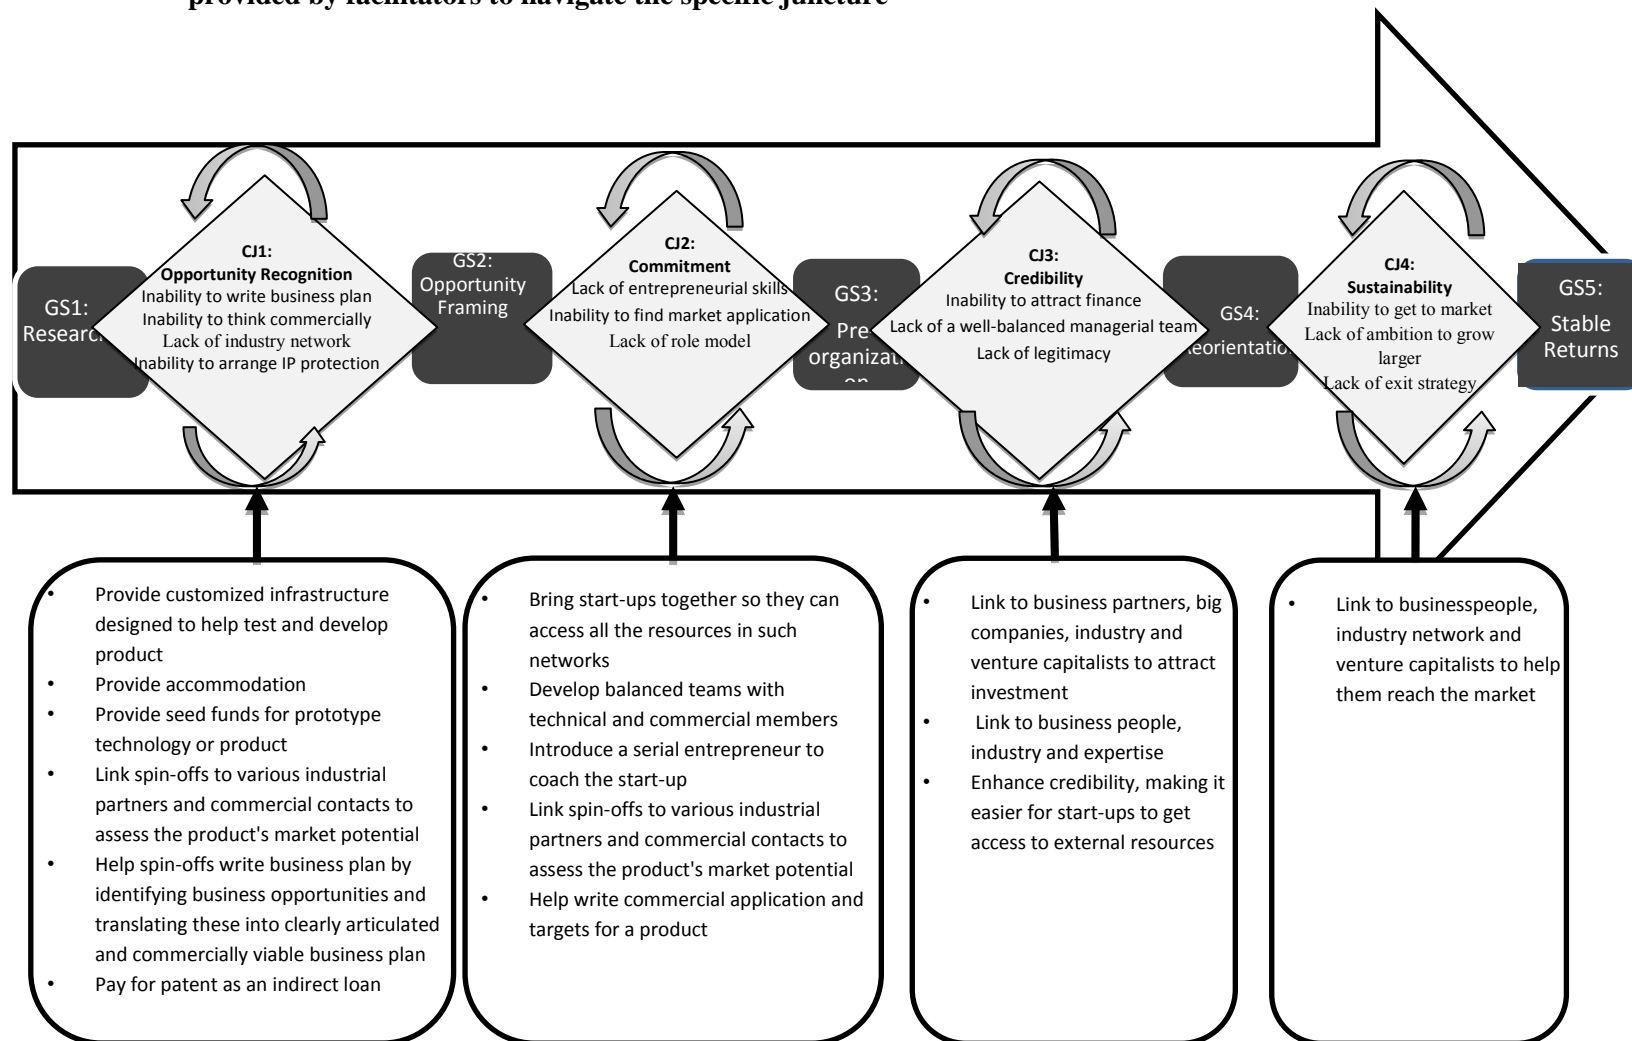 provided by facilitators to navigate the specific juncture
GS1:
Research
CJ1:
Opportunity Recognition
Inability to write business plan
Inability to think commercially
Lack of industry network
Inability to arrange IP protection
GS2:
Opportunity
Framing
CJ2:
Commitment
Lack of entrepreneurial skills
Inability to find market application
Lack of role model
GS3:
Pre-
organizati
on
CJ3:
Credibility
Inability to attract finance
Lack of a well-balanced managerial team
Lack of legitimacy
GS4:
Reorientation
CJ4:
Sustainability
Inability to get to market
Lack of ambition to grow
larger
Lack of exit strategy
GS5:
Stable
Returns
• Provide customized infrastructure
designed to help test and develop
product
• Provide accommodation
• Provide seed funds for prototype
technology or product
• Link spin-offs to various industrial
partners and commercial contacts to
assess the product's market potential
• Help spin-offs write business plan by
identifying business opportunities and
translating these into clearly articulated
and commercially viable business plan
• Pay for patent as an indirect loan
• Bring start-ups together so they can
access all the resources in such
networks
• Develop balanced teams with
technical and commercial members
• Introduce a serial entrepreneur to
coach the start-up
• Link spin-offs to various industrial
partners and commercial contacts to
assess the product's market potential
• Help write commercial application and
targets for a product
• Link to business partners, big
companies, industry and
venture capitalists to attract
investment
• Link to business people,
industry and expertise
• Enhance credibility, making it
easier for start-ups to get
access to external resources
• Link to businesspeople,
industry network and
venture capitalists to help
them reach the market